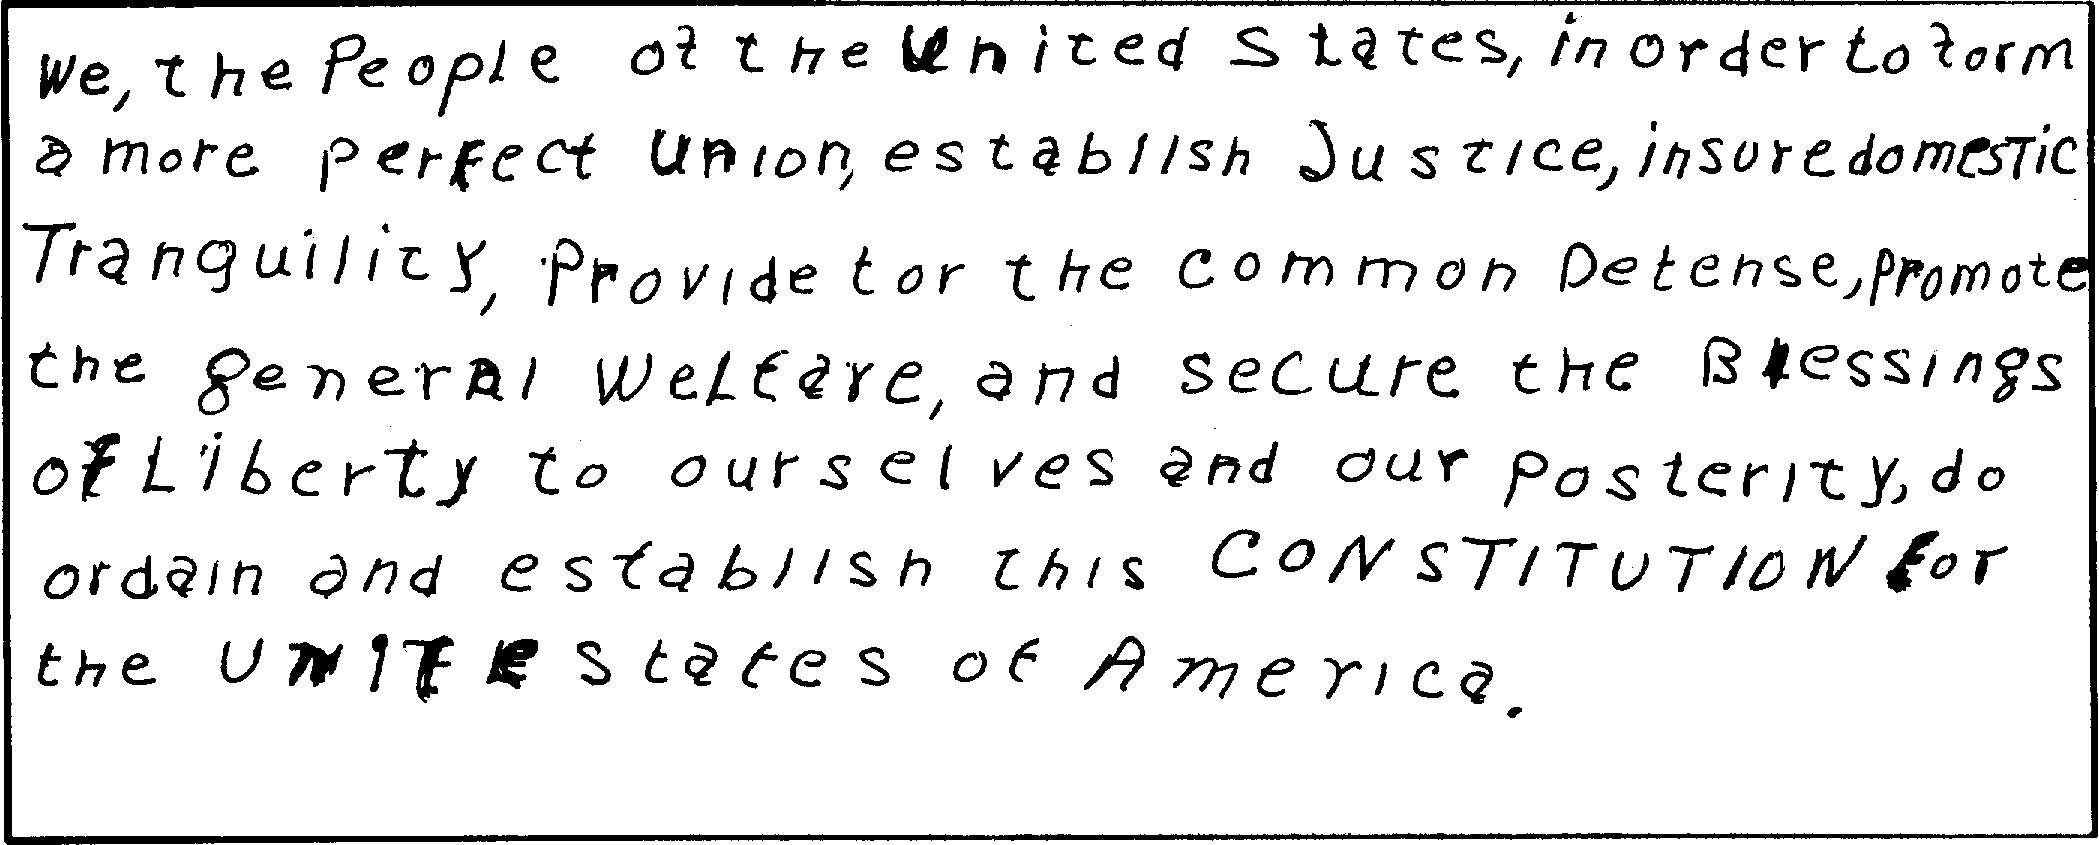 We, the People of the United States, in order to form
a more perfect Union, establish Justice, insure domestic
Tranquility, Provide for the common Defense, promote
the general Welfare, and secure the Blessings
of Liberty to ourselves and our posterity, do
ordain and establish this CONSTITUTION for
the UNITE States of America.